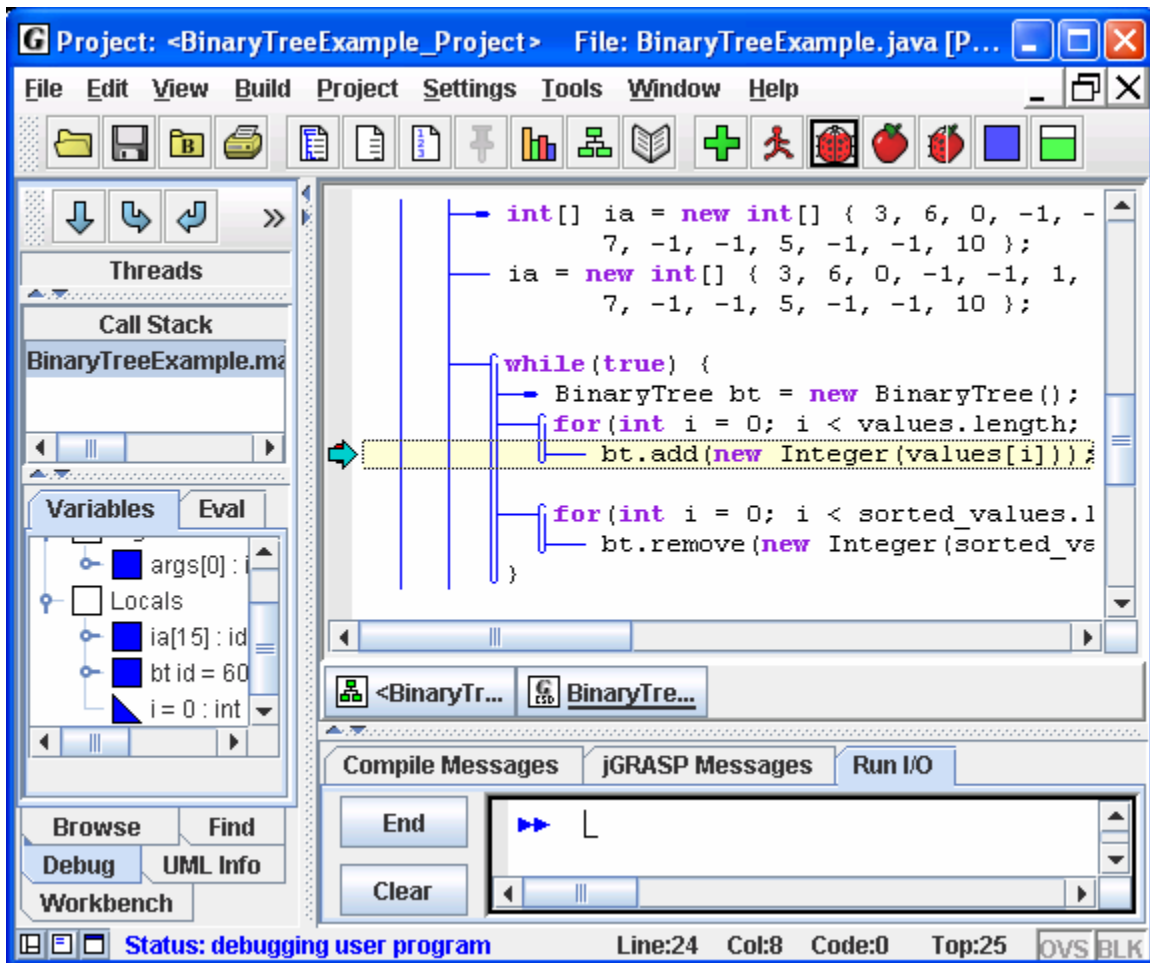 Project: <BinaryTreeExample_Project> File: BinaryTreeExample.java [P...
File Edit View Build Project Settings Tools Window Help
B
1 2 3
»
Threads
Call Stack
BinaryTreeExample.ma
Variables Eval
args[0] : i
Locals
ia[15] : id
bt id = 60
i = 0 : int
Browse Find
Debug UML Info
Workbench
int[] ia = new int[] { 3, 6, 0, -1, -
7, -1, -1, 5, -1, -1, 10 };
ia = new int[] { 3, 6, 0, -1, -1, 1,
7, -1, -1, 5, -1, -1, 10 };
while(true) {
BinaryTree bt = new BinaryTree();
for(int i = 0; i < values.length;
bt.add(new Integer(values[i]));
for(int i = 0; i < sorted_values.l
bt.remove(new Integer(sorted_va
}
<BinaryTr... G CSD BinaryTre...
Compile Messages jGRASP Messages Run I/O
End
Clear
Status: debugging user program Line:24 Col:8 Code:0 Top:25 OVS BLK